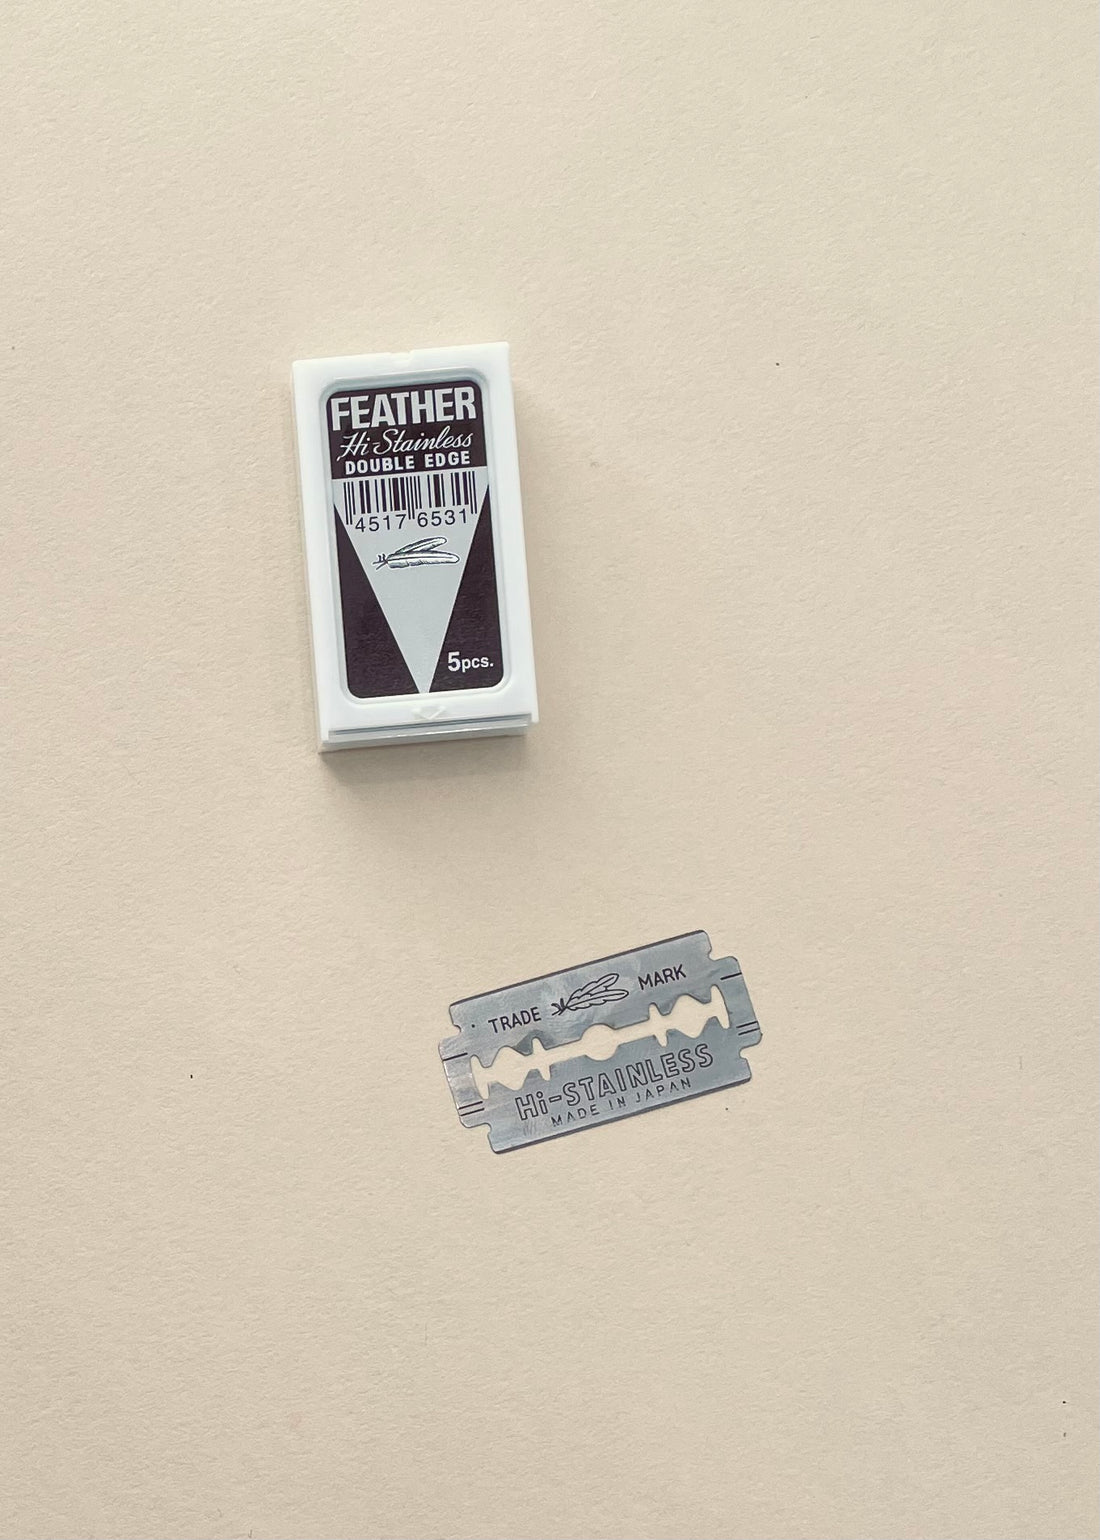 FEATHER
Hi-Stainless
DOUBLE EDGE
4517 6531
5pcs.
TRADE MARK
Hi-STAINLESS
MADE IN JAPAN